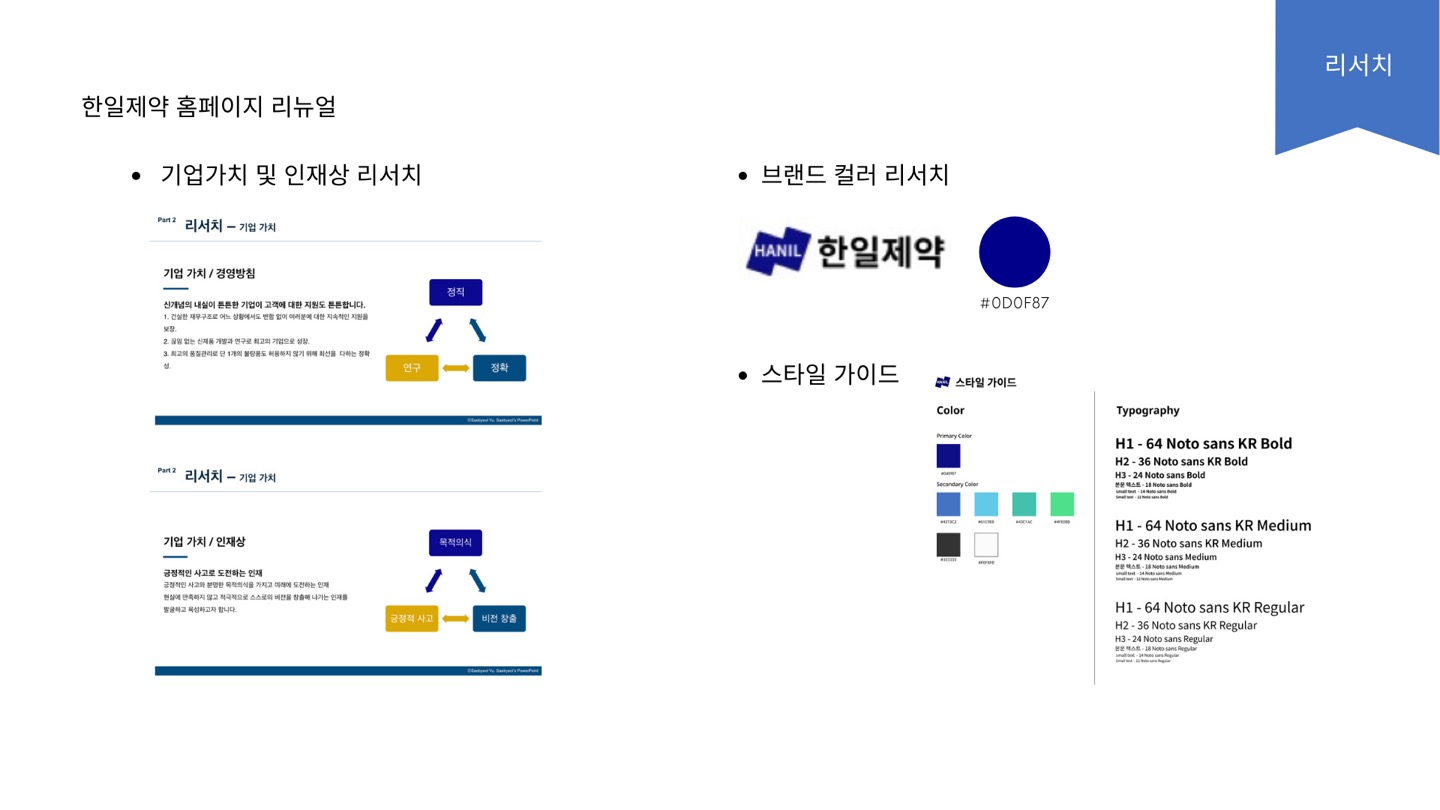 리서치
한일제약 홈페이지 리뉴얼
• 기업가치 및 인재상 리서치
Part 2 리서치 – 기업 가치
기업 가치 / 경영방침
신개념의 내실이 튼튼한 기업이 고객에 대한 지원도 튼튼합니다.
1. 건실한 재무구조로 어느 상황에서도 변함 없이 여러분에 대한 지속적인 지원을
보장.
2. 끊임 없는 신제품 개발과 연구로 최고의 기업으로 성장.
3. 최고의 품질관리로 단 1개의 불량품도 허용하지 않기 위해 최선을 다하는 정확
성.
정직
연구
정확
©Saebyeol Yu. Saebyeol's PowerPoint
Part 2 리서치 – 기업 가치
기업 가치 / 인재상
긍정적인 사고로 도전하는 인재
긍정적인 사고와 분명한 목적의식을 가지고 미래에 도전하는 인재
현실에 만족하지 않고 적극적으로 스스로의 비전을 창출해 나가는 인재를
발굴하고 육성하고자 합니다.
목적의식
긍정적 사고
비전 창출
©Saebyeol Yu. Saebyeol's PowerPoint
• 브랜드 컬러 리서치
HANIL 한일제약
#0D0F87
• 스타일 가이드
HANIL 스타일 가이드
Color
Primary Color
Secondary Color
#333333
Typography
H1 - 64 Noto sans KR Bold
H2 - 36 Noto sans KR Bold
H3 - 24 Noto sans Bold
본문 텍스트 - 18 Noto sans Bold
small text - 14 Noto sans Bold
Small text - 12 Noto sans Bold
H1 - 64 Noto sans KR Medium
H2 - 36 Noto sans KR Medium
H3 - 24 Noto sans Medium
본문 텍스트 - 18 Noto sans Medium
small text - 14 Noto sans Medium
Small text - 12 Noto sans Medium
H1 - 64 Noto sans KR Regular
H2 - 36 Noto sans KR Regular
H3 - 24 Noto sans Regular
본문 텍스트 - 18 Noto sans Regular
small text - 14 Noto sans Regular
Small text - 12 Noto sans Regular